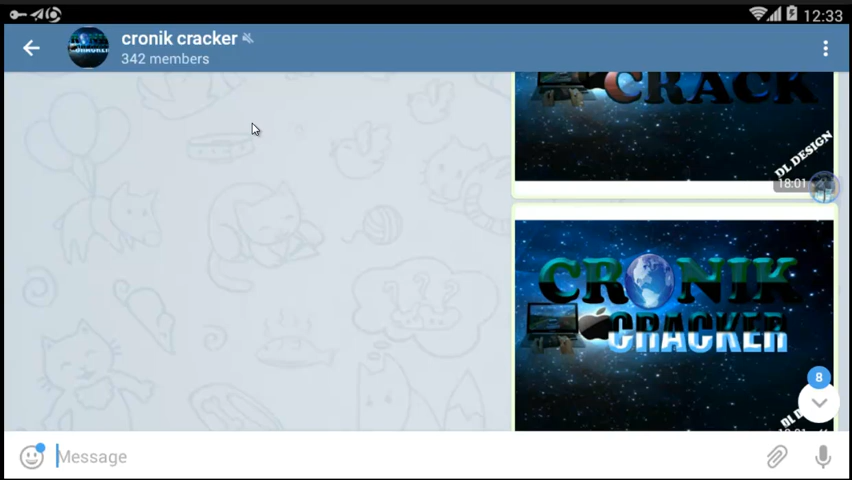 12:33
cronik cracker
342 members
CRACK
DL DESIGN
18:01
CRONIK
CRACKER
8
Message